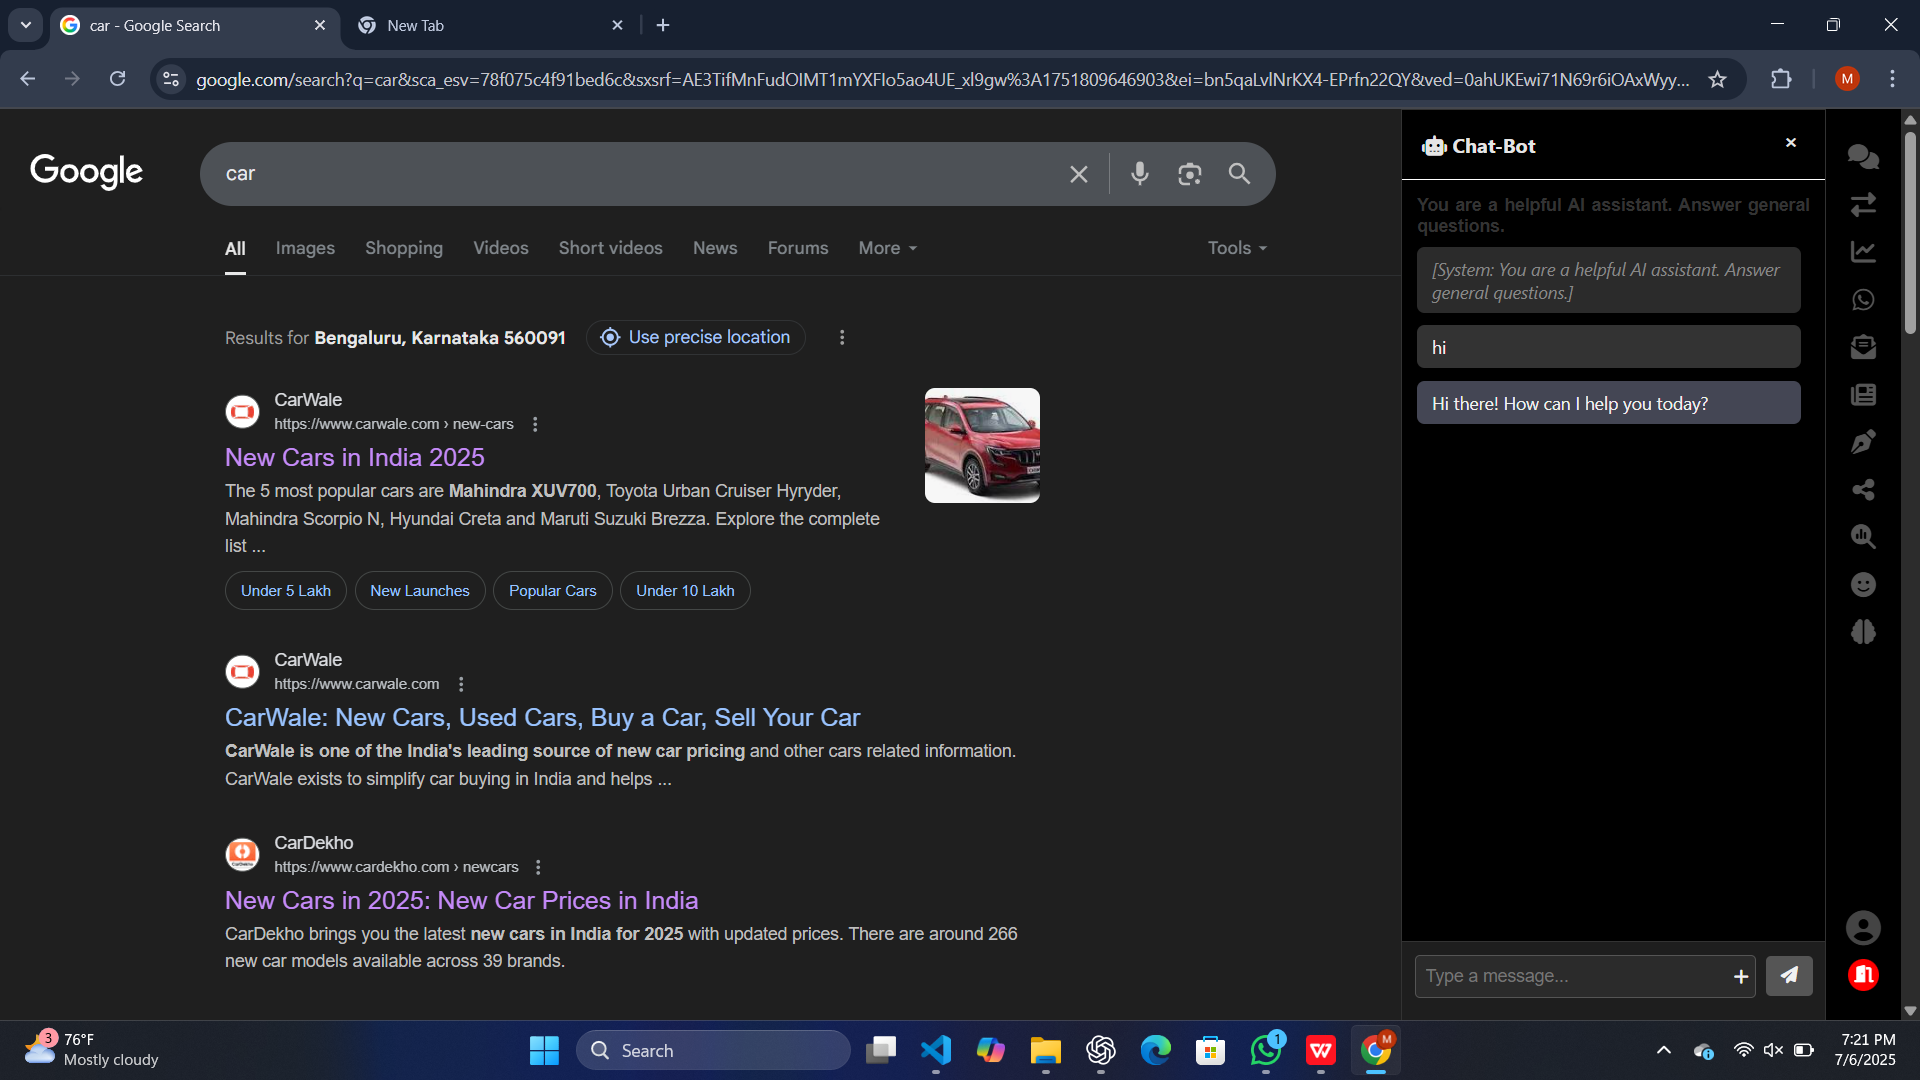 car - Google Search
New Tab
google.com/search?q=car&sca_esv=78f075c4f91bed6c&sxsrf=AE3TifMnFudOIMT1mYXFIo5ao4UE_xl9gw%3A1751809646903&ei=bn5qaLvlNrKX4-EPrfn22QY&ved=0ahUKEwi71N69r6iOAxWyy...
M
Google
car
All
Images
Shopping
Videos
Short videos
News
Forums
More
Tools
Results for Bengaluru, Karnataka 560091
Use precise location
CarWale
https://www.carwale.com › new-cars
New Cars in India 2025
The 5 most popular cars are Mahindra XUV700, Toyota Urban Cruiser Hyryder,
Mahindra Scorpio N, Hyundai Creta and Maruti Suzuki Brezza. Explore the complete
list ...
Under 5 Lakh
New Launches
Popular Cars
Under 10 Lakh
CarWale
https://www.carwale.com
CarWale: New Cars, Used Cars, Buy a Car, Sell Your Car
CarWale is one of the India's leading source of new car pricing and other cars related information.
CarWale exists to simplify car buying in India and helps ...
CarDekho
https://www.cardekho.com › newcars
New Cars in 2025: New Car Prices in India
CarDekho brings you the latest new cars in India for 2025 with updated prices. There are around 266
new car models available across 39 brands.
Chat-Bot
You are a helpful AI assistant. Answer general
questions.
[System: You are a helpful AI assistant. Answer
general questions.]
hi
Hi there! How can I help you today?
Type a message...
3
76°F
Mostly cloudy
Search
1
M
7:21 PM
7/6/2025